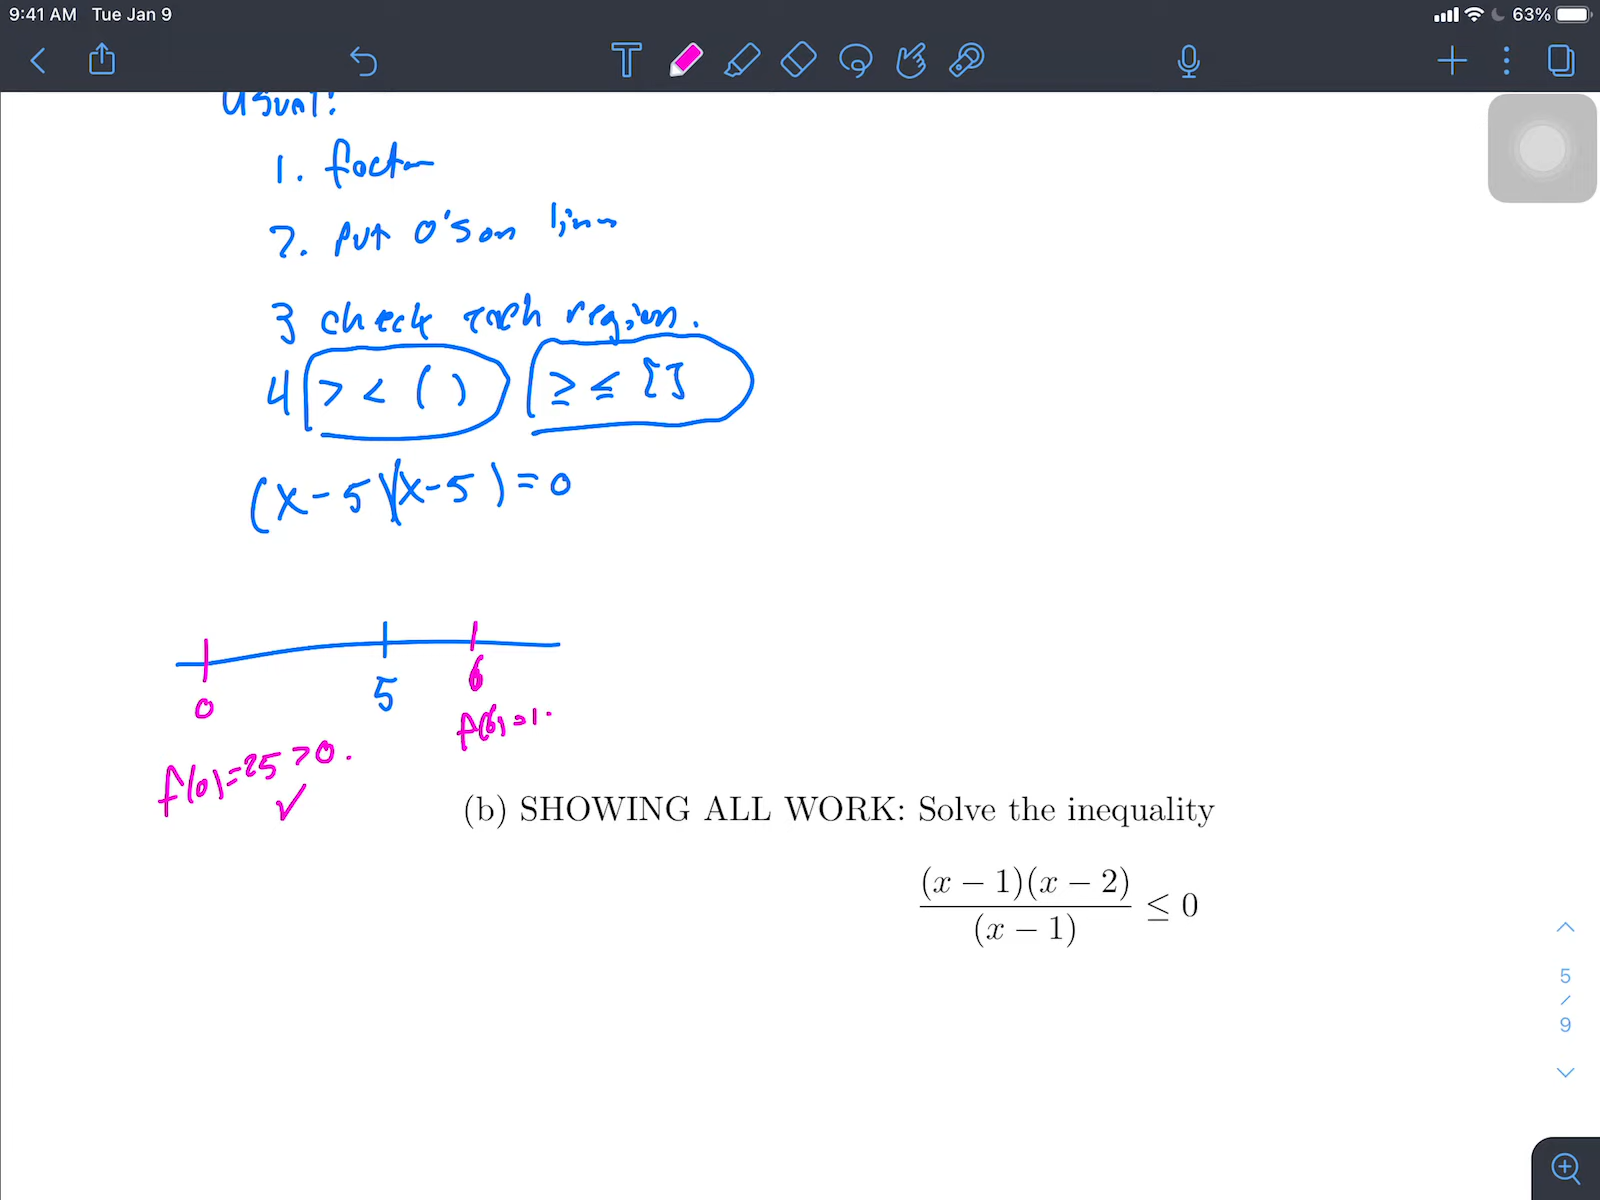 9:41 AM Tue Jan 9
63%
usual:
1. factor
2. put 0's on line
3 check each region.
4 > < ( ) ≥ ≤ [ ]
(x-5)(x-5)=0
0 5 6
f(6)=1.
f(0)=25>0. ✓
(b) SHOWING ALL WORK: Solve the inequality
(x − 1)(x − 2)
≤ 0
(x − 1)
5
/
9